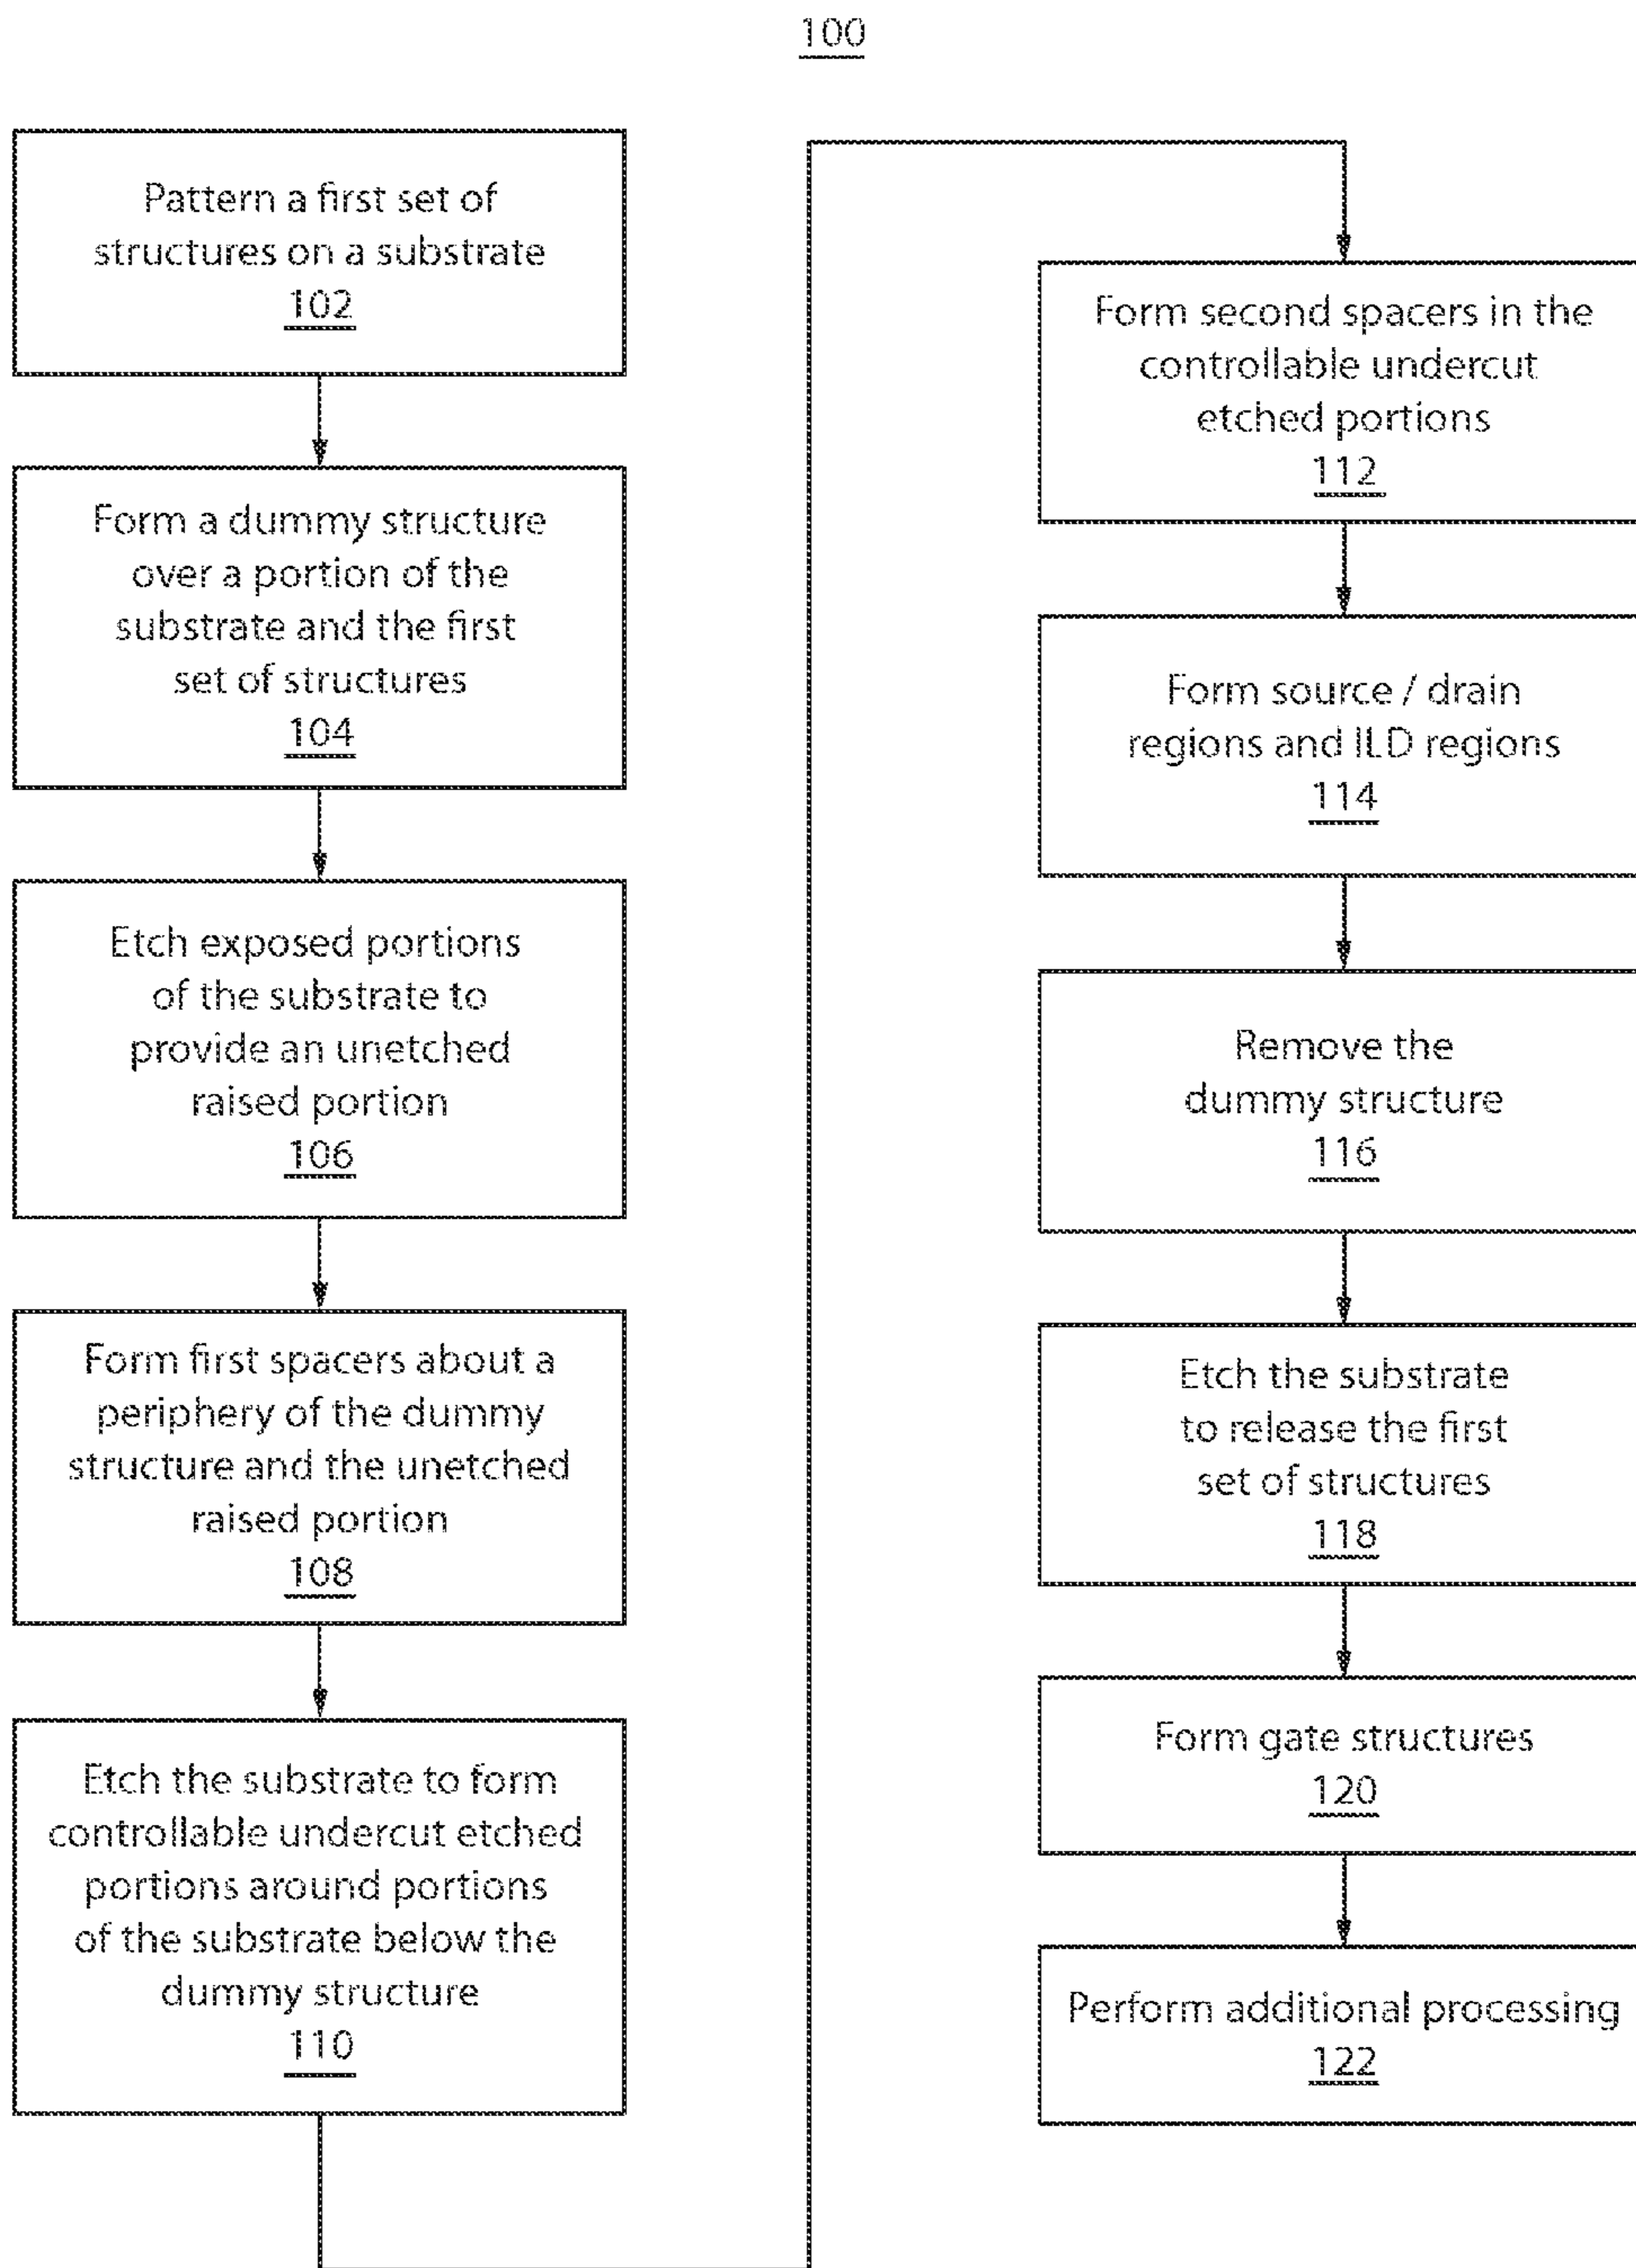 100
Pattern a first set of
structures on a substrate
102
Form a dummy structure
over a portion of the
substrate and the first
set of structures
104
Etch exposed portions
of the substrate to
provide an unetched
raised portion
106
Form first spacers about a
periphery of the dummy
structure and the unetched
raised portion
108
Etch the substrate to form
controllable undercut etched
portions around portions
of the substrate below the
dummy structure
110
Form second spacers in the
controllable undercut
etched portions
112
Form source / drain
regions and ILD regions
114
Remove the
dummy structure
116
Etch the substrate
to release the first
set of structures
118
Form gate structures
120
Perform additional processing
122